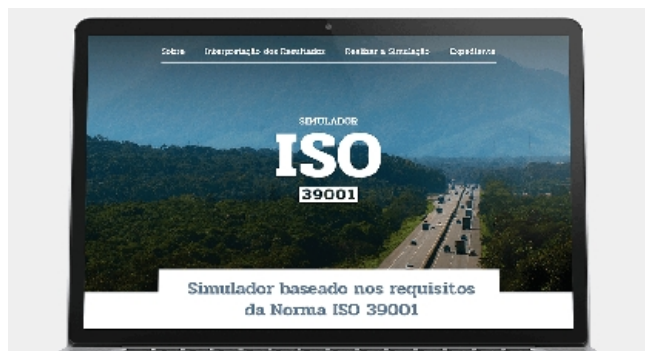 Sobre Interpretação dos Resultados Realizar a Simulação Expediente
SIMULADOR
ISO
39001
Simulador baseado nos requisitos
da Norma ISO 39001